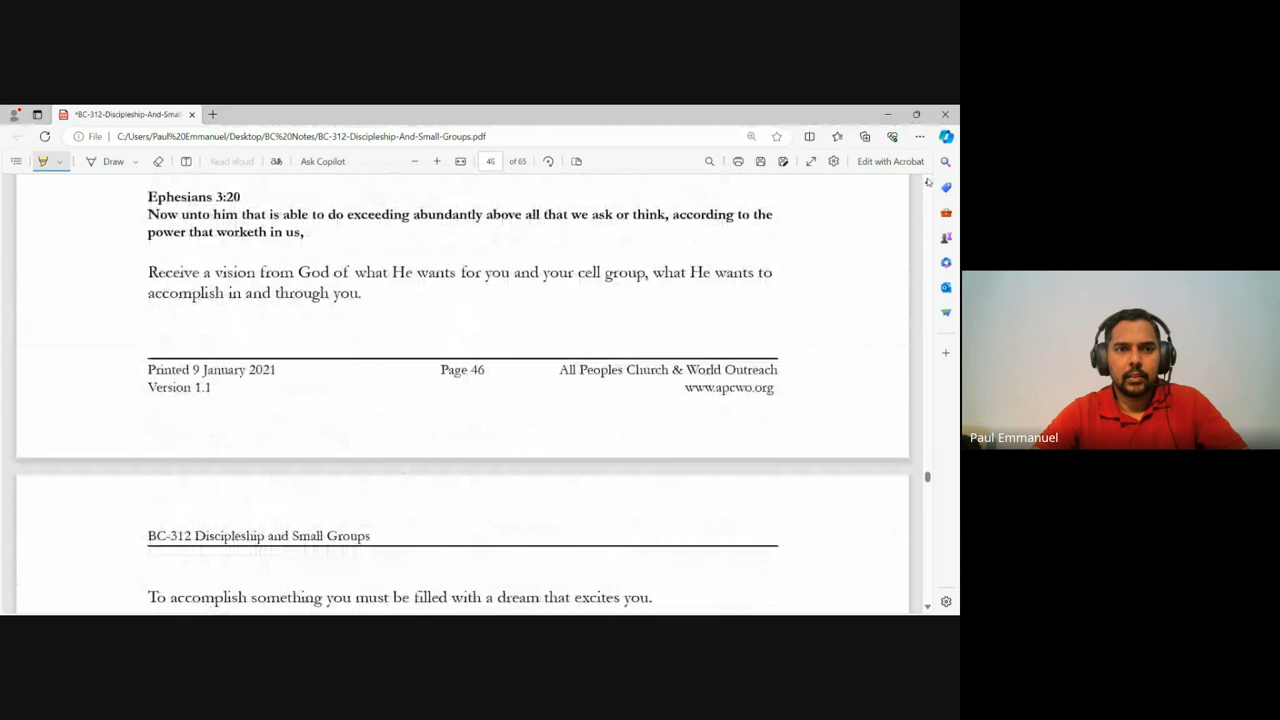 *BC-312-Discipleship-And-Smal
File C:/Users/Paul%20Emmanuel/Desktop/BC%20Notes/BC-312-Discipleship-And-Small-Groups.pdf
Draw Read aloud Ask Copilot 46 of 65 Edit with Acrobat
Ephesians 3:20
Now unto him that is able to do exceeding abundantly above all that we ask or think, according to the
power that worketh in us,
Receive a vision from God of what He wants for you and your cell group, what He wants to
accomplish in and through you.
Printed 9 January 2021 Page 46 All Peoples Church & World Outreach
Version 1.1 www.apcwo.org
BC-312 Discipleship and Small Groups
To accomplish something you must be filled with a dream that excites you.
Paul Emmanuel